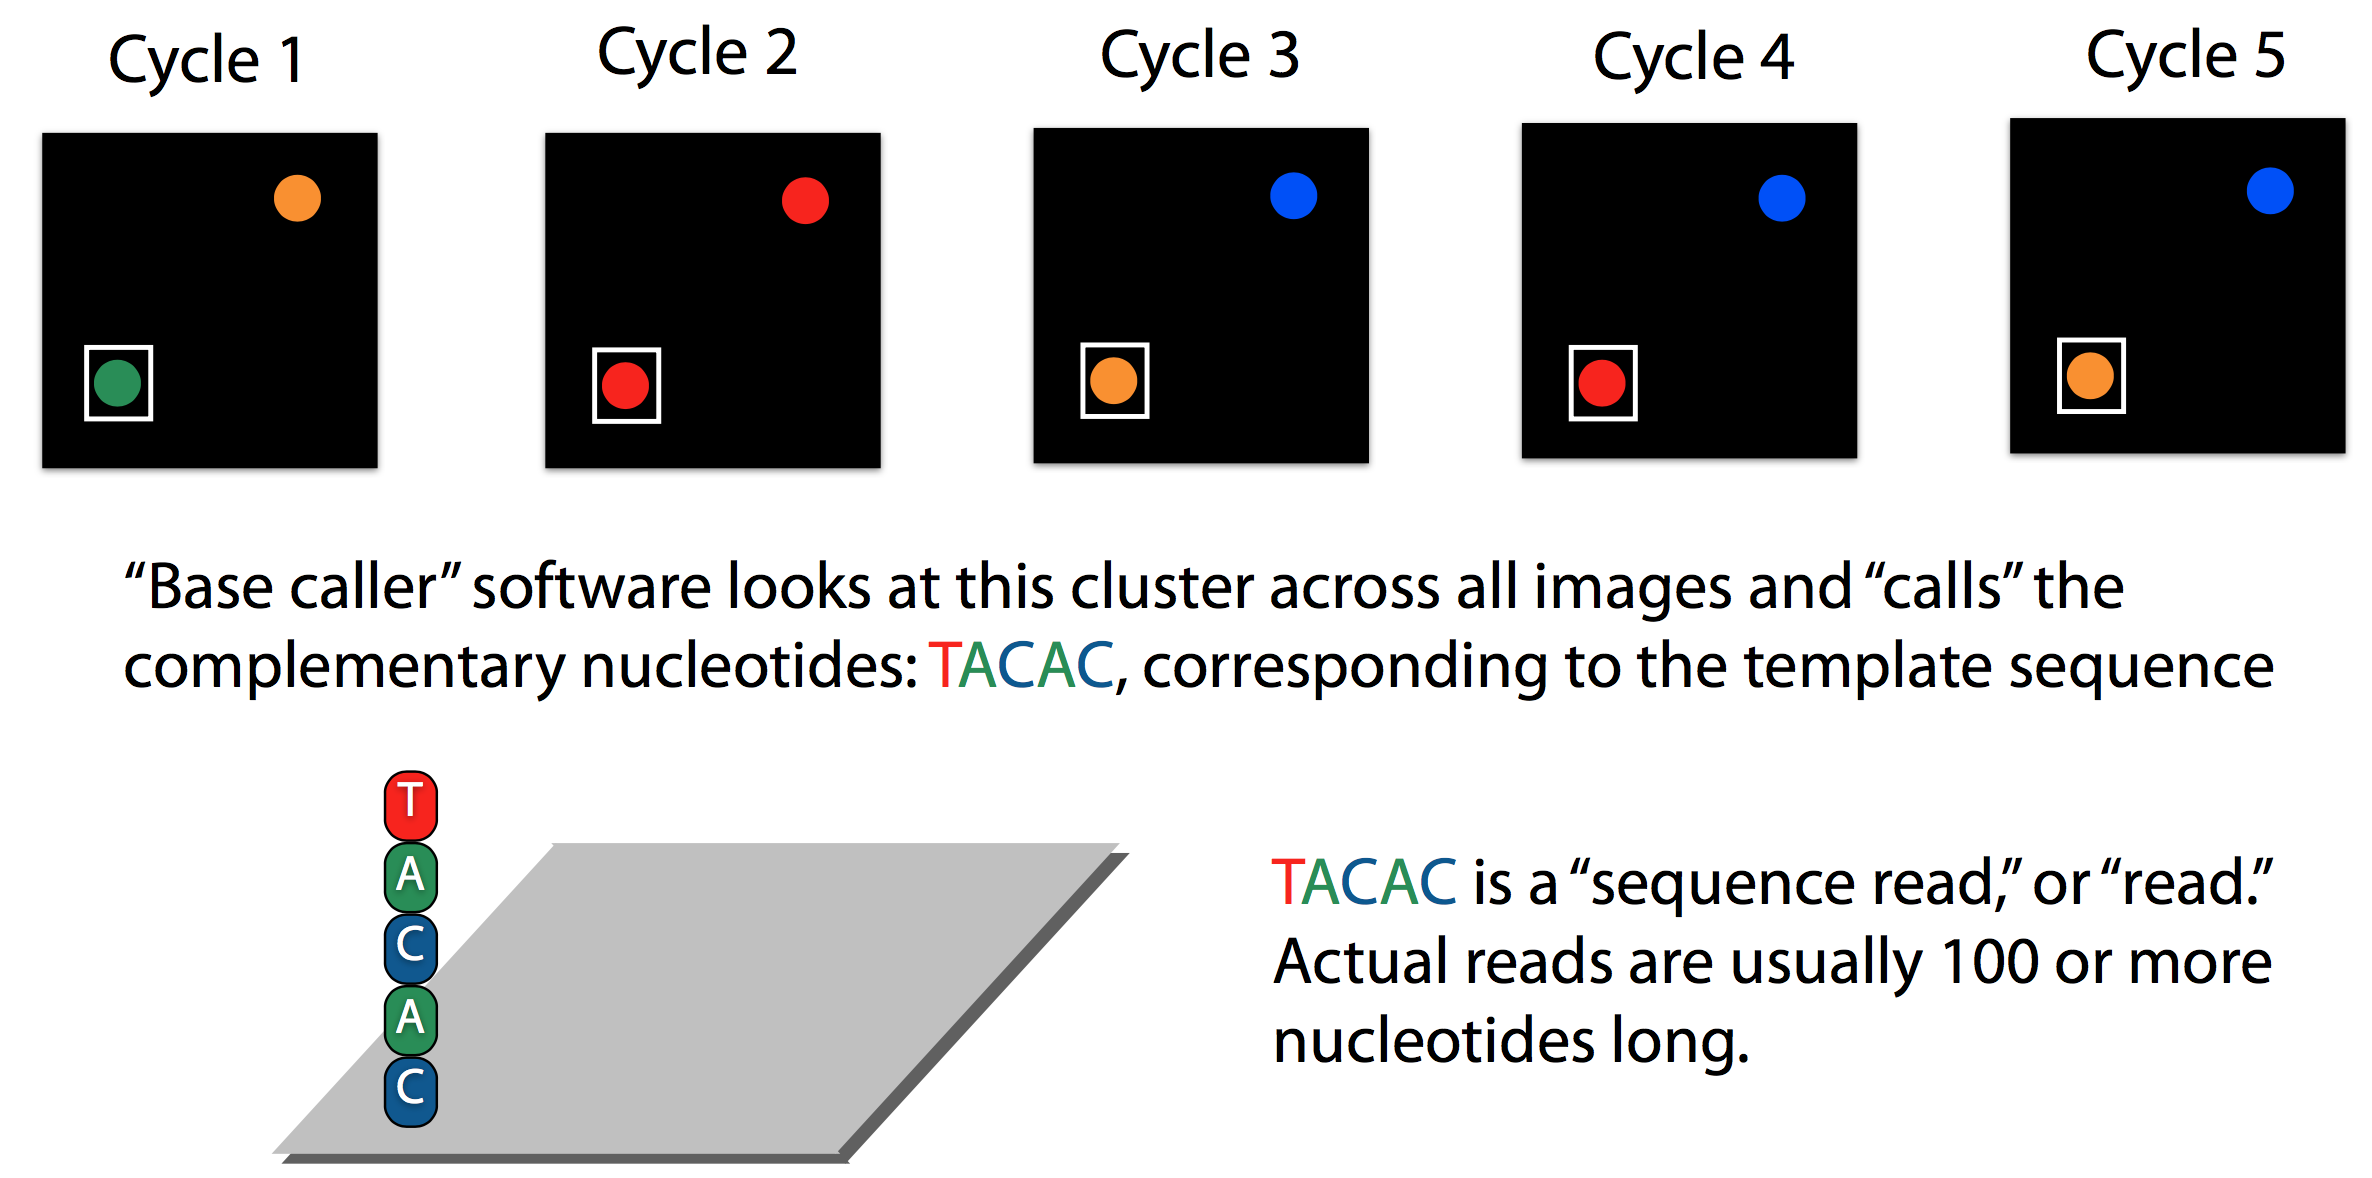 Cycle 1 Cycle 2 Cycle 3 Cycle 4 Cycle 5
“Base caller” software looks at this cluster across all images and “calls” the
complementary nucleotides: TACAC, corresponding to the template sequence
T
A
C
A
C
TACAC is a “sequence read,” or “read.”
Actual reads are usually 100 or more
nucleotides long.